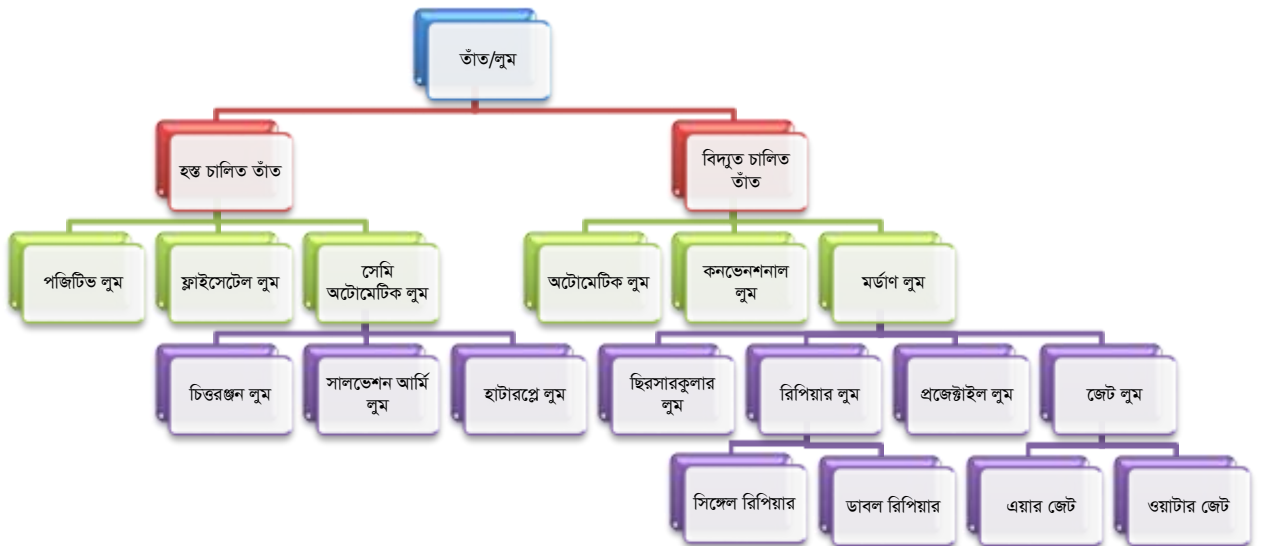 তাঁত/লুম
হস্ত চালিত তাঁত
বিদ্যুত চালিত
তাঁত
পজিটিভ লুম
ফ্লাইসেটেল লুম
সেমি
অটোমেটিক লুম
অটোমেটিক লুম
কনভেনশনাল
লুম
মর্ডাণ লুম
চিত্তরঞ্জন লুম
সালভেশন আর্মি
লুম
হাটারপ্লে লুম
ছিরসারকুলার
লুম
রিপিয়ার লুম
প্রজেক্টাইল লুম
জেট লুম
সিঙ্গেল রিপিয়ার
ডাবল রিপিয়ার
এয়ার জেট
ওয়াটার জেট